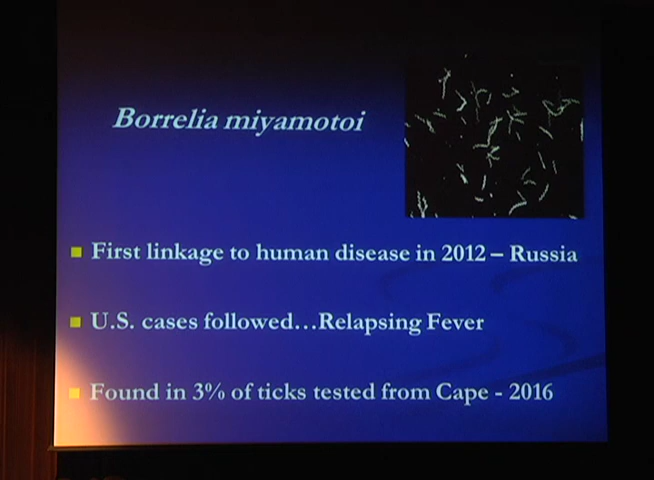 Borrelia miyamotoi
First linkage to human disease in 2012 – Russia
U.S. cases followed...Relapsing Fever
Found in 3% of ticks tested from Cape - 2016